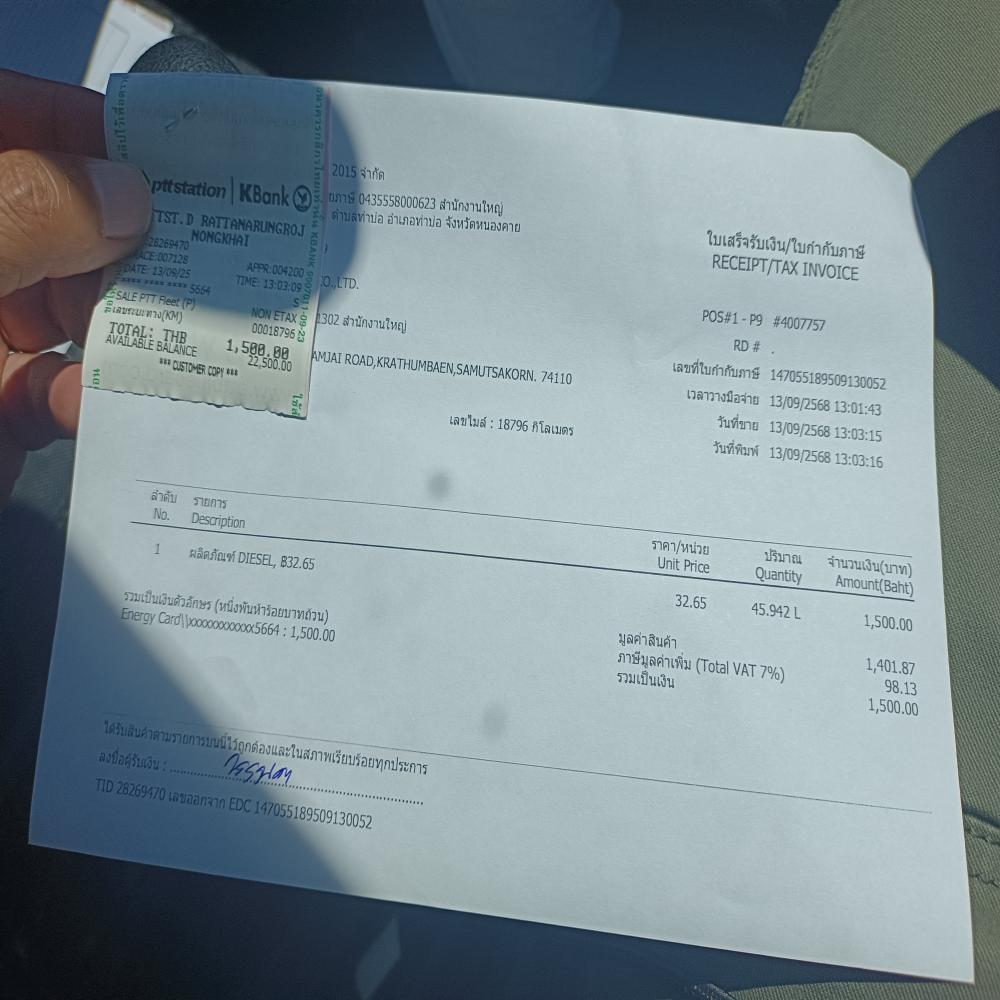 pttstation | KBank
TST.D RATTANARUNGROJ
NONGKHAI
28269470
ACE:007128 APPR:004200
DATE: 13/09/25 TIME: 13:03:09
**** **** **** 5664 S
SALE PTT Fleet (P) NON ETAX
เลขระยะทาง(KM) 00018796
TOTAL: THB 1,500.00
AVAILABLE BALANCE 22,500.00
*** CUSTOMER COPY ***
2015 จำกัด
ษี 0435558000623 สำนักงานใหญ่
ตำบลท่าบ่อ อำเภอท่าบ่อ จังหวัดหนองคาย
CO.,LTD.
1302 สำนักงานใหญ่
AMJAI ROAD,KRATHUMBAEN,SAMUTSAKORN. 74110
เลขไมล์ : 18796 กิโลเมตร
ใบเสร็จรับเงิน/ใบกำกับภาษี
RECEIPT/TAX INVOICE
POS#1 - P9 #4007757
RD # .
เลขที่ใบกำกับภาษี 147055189509130052
เวลาวางมือจ่าย 13/09/2568 13:01:43
วันที่ขาย 13/09/2568 13:03:15
วันที่พิมพ์ 13/09/2568 13:03:16
ลำดับ รายการ ราคา/หน่วย ปริมาณ จำนวนเงิน(บาท)
No. Description Unit Price Quantity Amount(Baht)
1 ผลิตภัณฑ์ DIESEL, ฿32.65 32.65 45.942 L 1,500.00
รวมเป็นเงินตัวอักษร (หนึ่งพันห้าร้อยบาทถ้วน)
Energy Card\\xxxxxxxxxxxx5664 : 1,500.00
มูลค่าสินค้า 1,401.87
ภาษีมูลค่าเพิ่ม (Total VAT 7%) 98.13
รวมเป็นเงิน 1,500.00
ได้รับสินค้าตามรายการบนนี้ไว้ถูกต้องและในสภาพเรียบร้อยทุกประการ
ลงชื่อผู้รับเงิน :
TID 28269470 เลขออกจาก EDC 147055189509130052